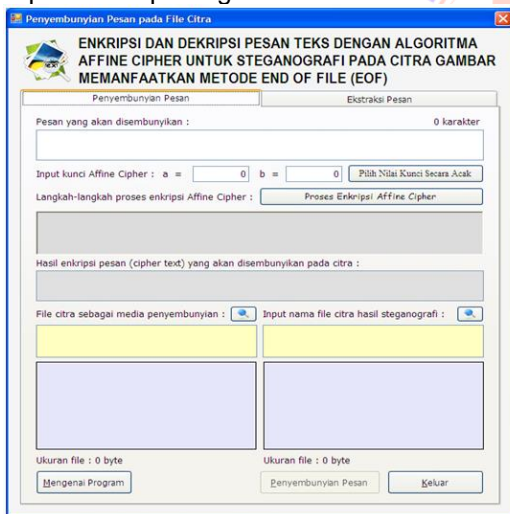 Penyembunyian Pesan pada File Citra
ENKRIPSI DAN DEKRIPSI PESAN TEKS DENGAN ALGORITMA
AFFINE CIPHER UNTUK STEGANOGRAFI PADA CITRA GAMBAR
MEMANFAATKAN METODE END OF FILE (EOF)
Penyembunyian Pesan Ekstraksi Pesan
Pesan yang akan disembunyikan : 0 karakter
Input kunci Affine Cipher : a = 0 b = 0 Pilih Nilai Kunci Secara Acak
Langkah-langkah proses enkripsi Affine Cipher : Proses Enkripsi Affine Cipher
Hasil enkripsi pesan (cipher text) yang akan disembunyikan pada citra :
File citra sebagai media penyembunyian : Input nama file citra hasil steganografi :
Ukuran file : 0 byte Ukuran file : 0 byte
Mengenai Program Penyembunyian Pesan Keluar